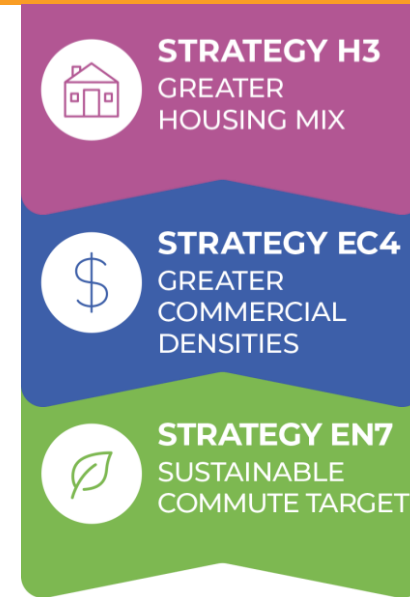 STRATEGY H3
GREATER
HOUSING MIX
STRATEGY EC4
GREATER
COMMERCIAL
DENSITIES
STRATEGY EN7
SUSTAINABLE
COMMUTE TARGET